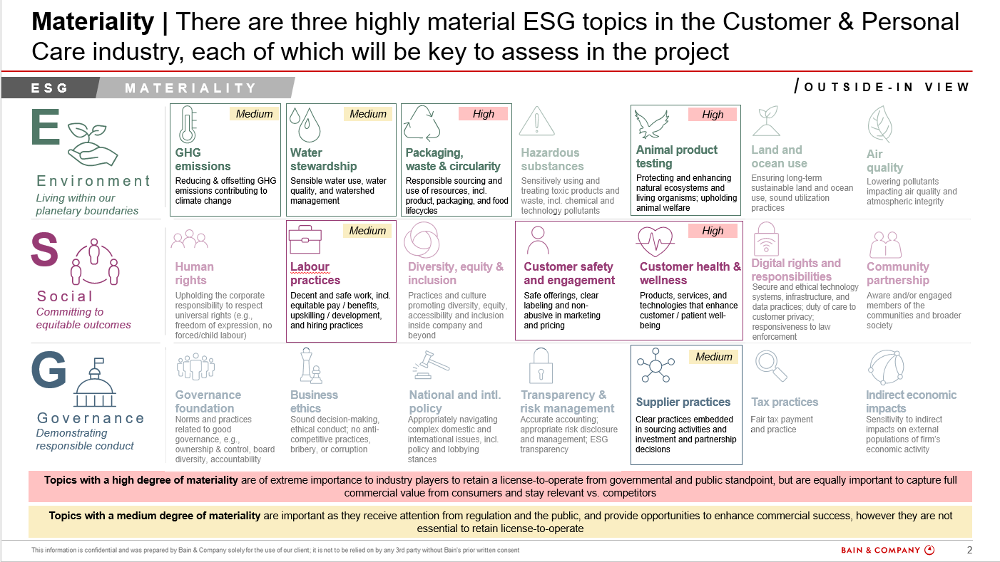 Materiality | There are three highly material ESG topics in the Customer & Personal
Care industry, each of which will be key to assess in the project
ESG
MATERIALITY
/OUTSIDE-IN VIEW
E
Environment
Living within our
planetary boundaries
Medium
GHG
emissions
Reducing & offsetting GHG
emissions contributing to
climate change
Medium
Water
stewardship
Sensible water use, water
quality, and watershed
management
High
Packaging,
waste & circularity
Responsible sourcing and
use of resources, incl.
product, packaging, and food
lifecycles
Hazardous
substances
Sensitively using and
treating toxic products and
waste, incl. chemical and
technology pollutants
High
Animal product
testing
Protecting and enhancing
natural ecosystems and
living organisms; upholding
animal welfare
Land and
ocean use
Ensuring long-term
sustainable land and ocean
use, sound utilization
practices
Air
quality
Lowering pollutants
impacting air quality and
atmospheric integrity
S
Social
Committing to
equitable outcomes
Human
rights
Upholding the corporate
responsibility to respect
universal rights (e.g.,
freedom of expression, no
forced/child labour)
Medium
Labour
practices
Decent and safe work, incl.
equitable pay / benefits,
upskilling / development,
and hiring practices
Diversity, equity &
inclusion
Practices and culture
promoting diversity, equity,
accessibility and inclusion
inside company and
beyond
Customer safety
and engagement
Safe offerings, clear
labeling and non-
abusive in marketing
and pricing
High
Customer health &
wellness
Products, services, and
technologies that enhance
customer / patient well-
being
Digital rights and
responsibilities
Secure and ethical technology
systems, infrastructure, and
data practices; duty of care to
customer privacy;
responsiveness to law
enforcement
Community
partnership
Aware and/or engaged
members of the
communities and broader
society
G
Governance
Demonstrating
responsible conduct
Governance
foundation
Norms and practices
related to good
governance, e.g.,
ownership & control, board
diversity, accountability
Business
ethics
Sound decision-making,
ethical conduct; no anti-
competitive practices,
bribery, or corruption
National and intl.
policy
Appropriately navigating
complex domestic and
international issues, incl.
policy and lobbying
stances
Transparency &
risk management
Accurate accounting;
appropriate risk disclosure
and management; ESG
transparency
Medium
Supplier practices
Clear practices embedded
in sourcing activities and
investment and partnership
decisions
Tax practices
Fair tax payment
and practice
Indirect economic
impacts
Sensitivity to indirect
impacts on external
populations of firm's
economic activity
Topics with a high degree of materiality are of extreme importance to industry players to retain a license-to-operate from governmental and public standpoint, but are equally important to capture full
commercial value from consumers and stay relevant vs. competitors
Topics with a medium degree of materiality are important as they receive attention from regulation and the public, and provide opportunities to enhance commercial success, however they are not
essential to retain license-to-operate
This information is confidential and was prepared by Bain & Company solely for the use of our client; it is not to be relied on by any 3rd party without Bain's prior written consent
BAIN & COMPANY
2